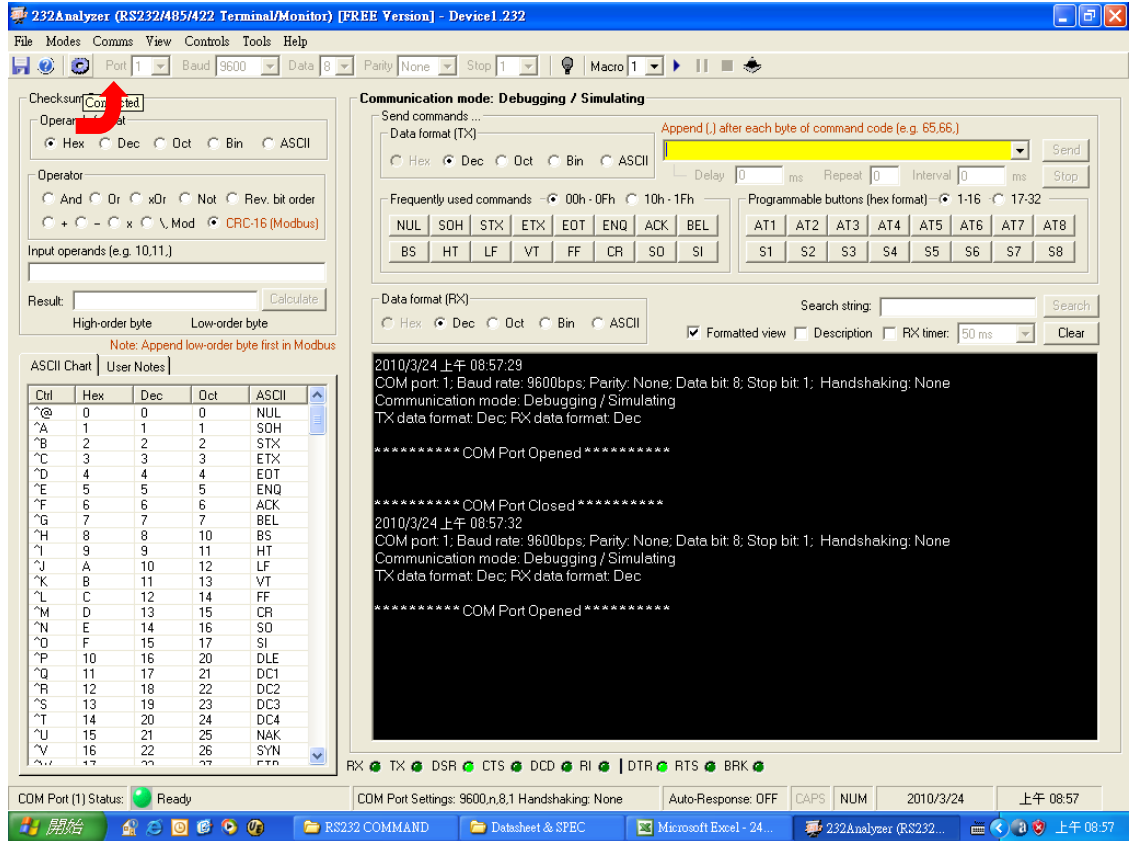 232Analyzer (RS232/485/422 Terminal/Monitor) [FREE Version] - Device1.232
File Modes Comms View Controls Tools Help
Port 1 Baud 9600 Data 8 Parity None Stop 1 Macro 1
Connected
Operand format
Hex Dec Oct Bin ASCII
Operator
And Or xOr Not Rev. bit order
+ - x \, Mod CRC-16 (Modbus)
Input operands (e.g. 10,11,)
Result: Calculate
High-order byte Low-order byte
Note: Append low-order byte first in Modbus
ASCII Chart User Notes
Ctrl Hex Dec Oct ASCII
^@ 0 0 0 NUL
^A 1 1 1 SOH
^B 2 2 2 STX
^C 3 3 3 ETX
^D 4 4 4 EOT
^E 5 5 5 ENQ
^F 6 6 6 ACK
^G 7 7 7 BEL
^H 8 8 10 BS
^I 9 9 11 HT
^J A 10 12 LF
^K B 11 13 VT
^L C 12 14 FF
^M D 13 15 CR
^N E 14 16 SO
^O F 15 17 SI
^P 10 16 20 DLE
^Q 11 17 21 DC1
^R 12 18 22 DC2
^S 13 19 23 DC3
^T 14 20 24 DC4
^U 15 21 25 NAK
^V 16 22 26 SYN
Communication mode: Debugging / Simulating
Send commands ...
Data format (TX)
Hex Dec Oct Bin ASCII
Append (,) after each byte of command code (e.g. 65,66,)
Send
Delay 0 ms Repeat 0 Interval 0 ms Stop
Frequently used commands 00h - 0Fh 10h - 1Fh
NUL SOH STX ETX EOT ENQ ACK BEL
BS HT LF VT FF CR SO SI
Programmable buttons (hex format) 1-16 17-32
AT1 AT2 AT3 AT4 AT5 AT6 AT7 AT8
S1 S2 S3 S4 S5 S6 S7 S8
Data format (RX)
Hex Dec Oct Bin ASCII
Search string: Search
Formatted view Description RX timer: 50 ms Clear
2010/3/24 上午 08:57:29
COM port: 1; Baud rate: 9600bps; Parity: None; Data bit: 8; Stop bit: 1; Handshaking: None
Communication mode: Debugging / Simulating
TX data format: Dec; RX data format: Dec
********** COM Port Opened **********
********** COM Port Closed **********
2010/3/24 上午 08:57:32
COM port: 1; Baud rate: 9600bps; Parity: None; Data bit: 8; Stop bit: 1; Handshaking: None
Communication mode: Debugging / Simulating
TX data format: Dec; RX data format: Dec
********** COM Port Opened **********
RX TX DSR CTS DCD RI DTR RTS BRK
COM Port (1) Status: Ready COM Port Settings: 9600,n,8,1 Handshaking: None Auto-Response: OFF CAPS NUM 2010/3/24 上午 08:57
開始 RS232 COMMAND Datasheet & SPEC Microsoft Excel - 24... 232Analyzer (RS232... 上午 08:57